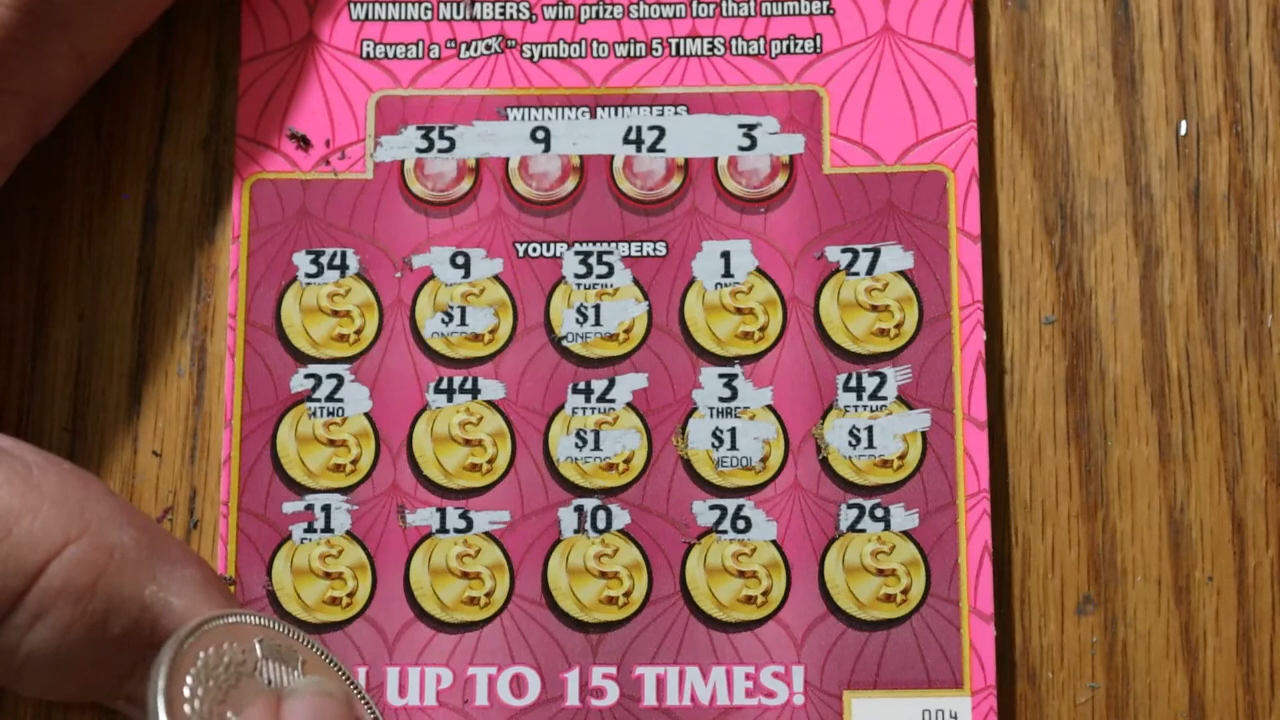 WINNING NUMBERS, win prize shown for that number.
Reveal a "LUCK" symbol to win 5 TIMES that prize!
WINNING NUMBERS
35 9 42 3
YOUR NUMBERS
34 9 35 1 27
$1 $1
22 44 42 3 42
THRE
$1 $1 $1
11 13 10 26 29
UP TO 15 TIMES!
004